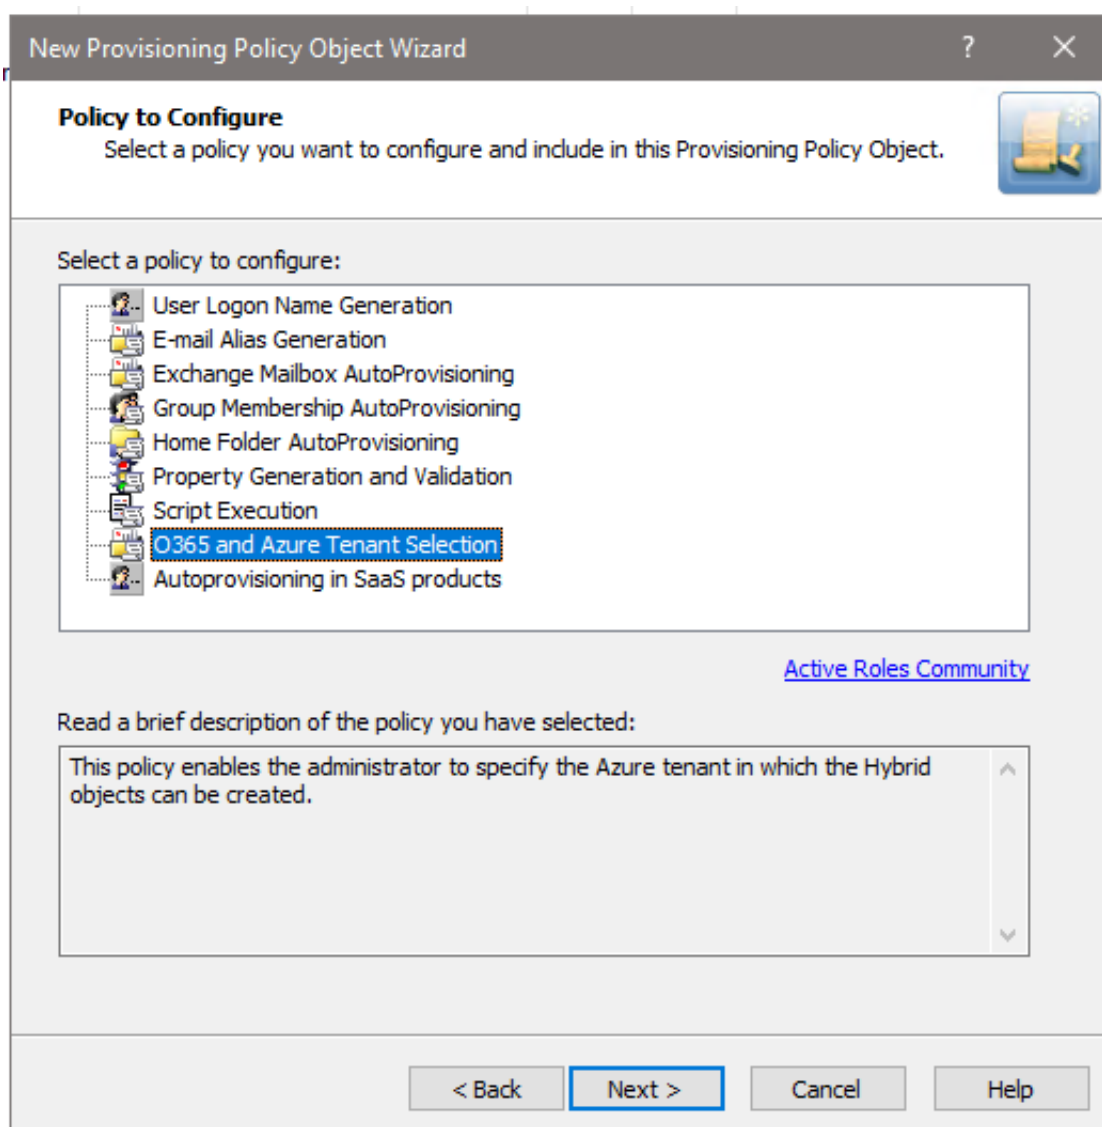 New Provisioning Policy Object Wizard
?
Policy to Configure
Select a policy you want to configure and include in this Provisioning Policy Object.
Select a policy to configure:
User Logon Name Generation
E-mail Alias Generation
Exchange Mailbox AutoProvisioning
Group Membership AutoProvisioning
Home Folder AutoProvisioning
Property Generation and Validation
Script Execution
O365 and Azure Tenant Selection
Autoprovisioning in SaaS products
Active Roles Community
Read a brief description of the policy you have selected:
This policy enables the administrator to specify the Azure tenant in which the Hybrid
objects can be created.
< Back Next > Cancel Help